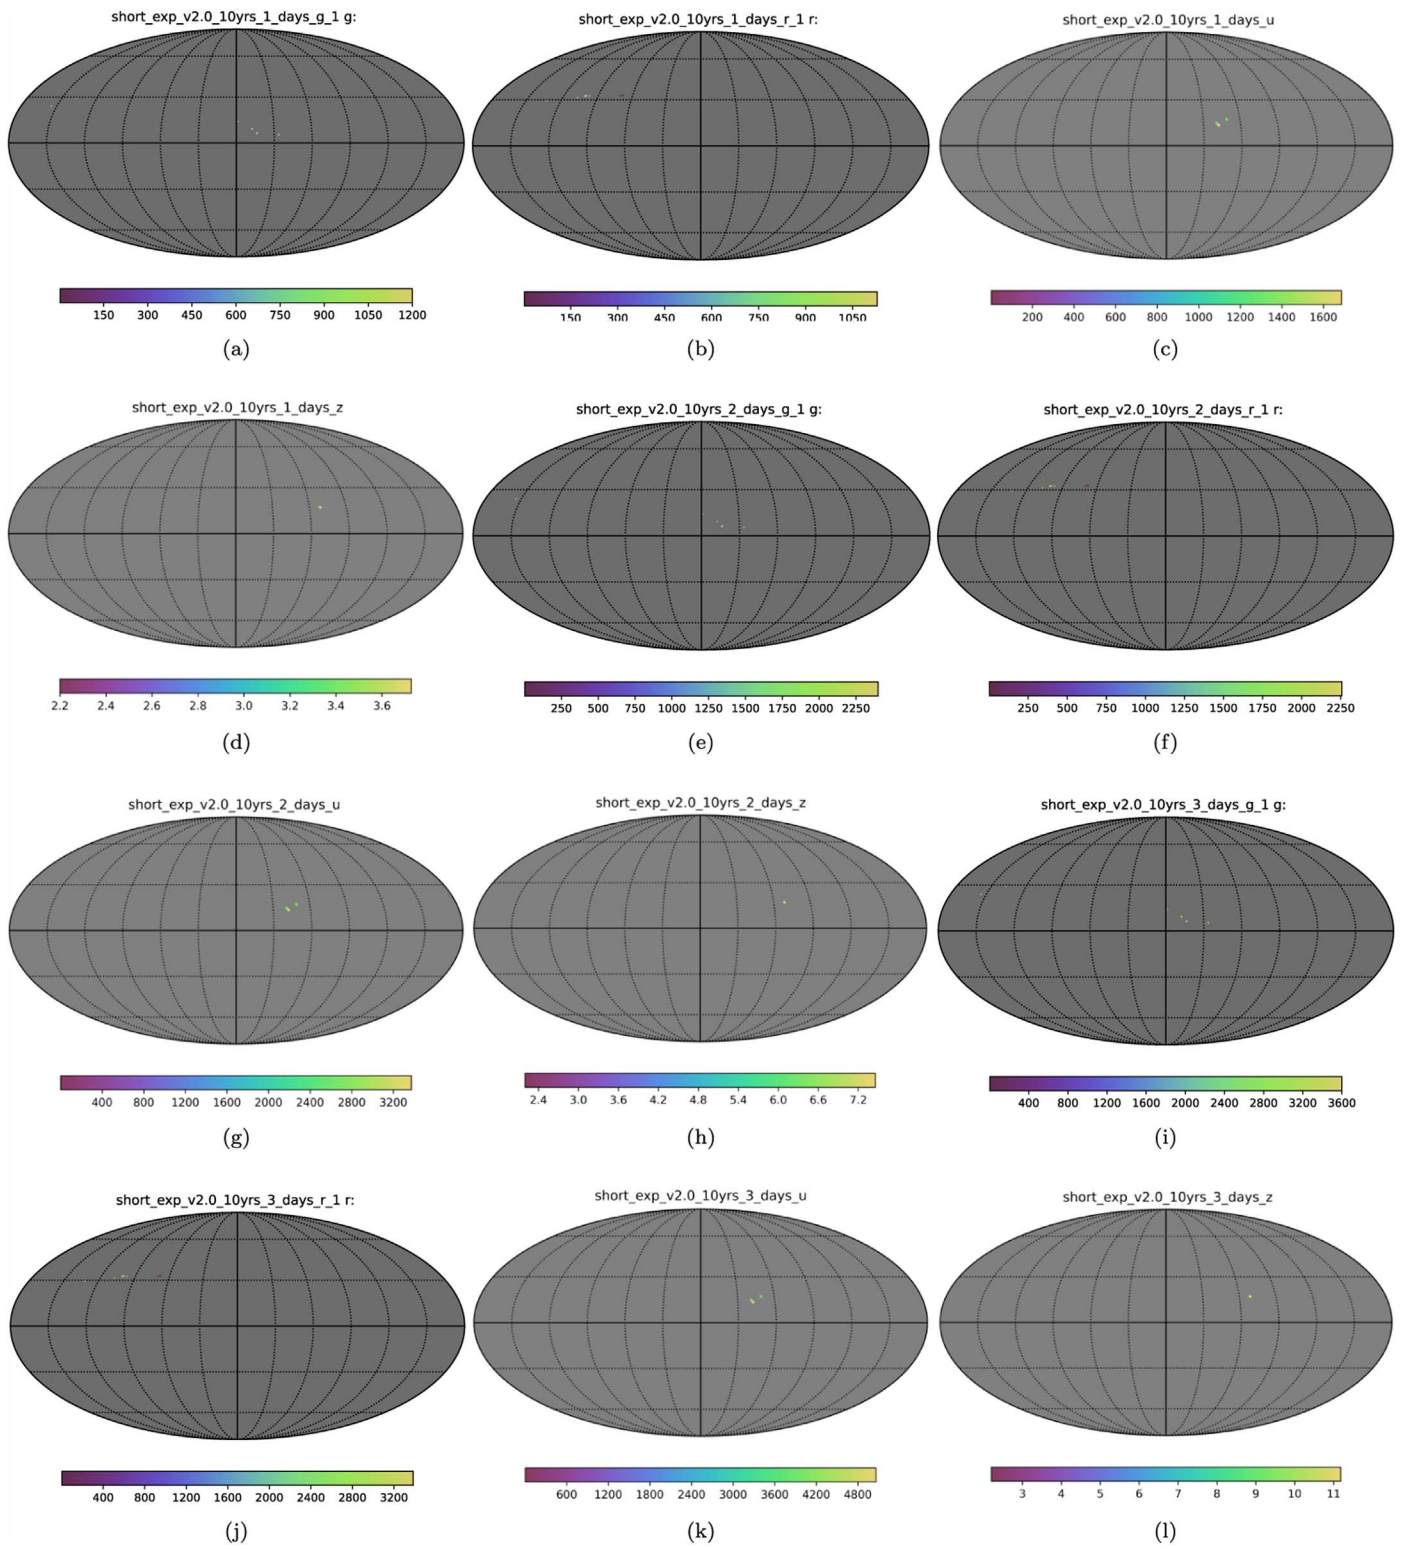 short_exp_v2.0_10yrs_1_days_g_1 g:
150 300 450 600 750 900 1050 1200
(a)
short_exp_v2.0_10yrs_1_days_r_1 r:
150 300 450 600 750 900 1050
(b)
short_exp_v2.0_10yrs_1_days_u
200 400 600 800 1000 1200 1400 1600
(c)
short_exp_v2.0_10yrs_1_days_z
2.2 2.4 2.6 2.8 3.0 3.2 3.4 3.6
(d)
short_exp_v2.0_10yrs_2_days_g_1 g:
250 500 750 1000 1250 1500 1750 2000 2250
(e)
short_exp_v2.0_10yrs_2_days_r_1 r:
250 500 750 1000 1250 1500 1750 2000 2250
(f)
short_exp_v2.0_10yrs_2_days_u
400 800 1200 1600 2000 2400 2800 3200
(g)
short_exp_v2.0_10yrs_2_days_z
2.4 3.0 3.6 4.2 4.8 5.4 6.0 6.6 7.2
(h)
short_exp_v2.0_10yrs_3_days_g_1 g:
400 800 1200 1600 2000 2400 2800 3200 3600
(i)
short_exp_v2.0_10yrs_3_days_r_1 r:
400 800 1200 1600 2000 2400 2800 3200
(j)
short_exp_v2.0_10yrs_3_days_u
600 1200 1800 2400 3000 3600 4200 4800
(k)
short_exp_v2.0_10yrs_3_days_z
3 4 5 6 7 8 9 10 11
(l)